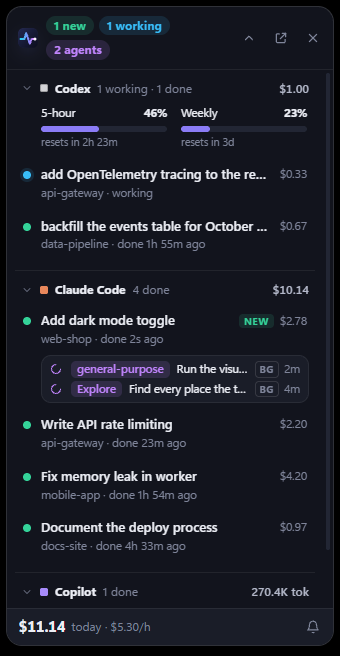 1 new 1 working
2 agents
Codex 1 working · 1 done $1.00
5-hour 46% Weekly 23%
resets in 2h 23m resets in 3d
add OpenTelemetry tracing to the re... $0.33
api-gateway · working
backfill the events table for October ... $0.67
data-pipeline · done 1h 55m ago
Claude Code 4 done $10.14
Add dark mode toggle NEW $2.78
web-shop · done 2s ago
general-purpose Run the visu... BG 2m
Explore Find every place the t... BG 4m
Write API rate limiting $2.20
api-gateway · done 23m ago
Fix memory leak in worker $4.20
mobile-app · done 1h 54m ago
Document the deploy process $0.97
docs-site · done 4h 33m ago
Copilot 1 done 270.4K tok
$11.14 today · $5.30/h